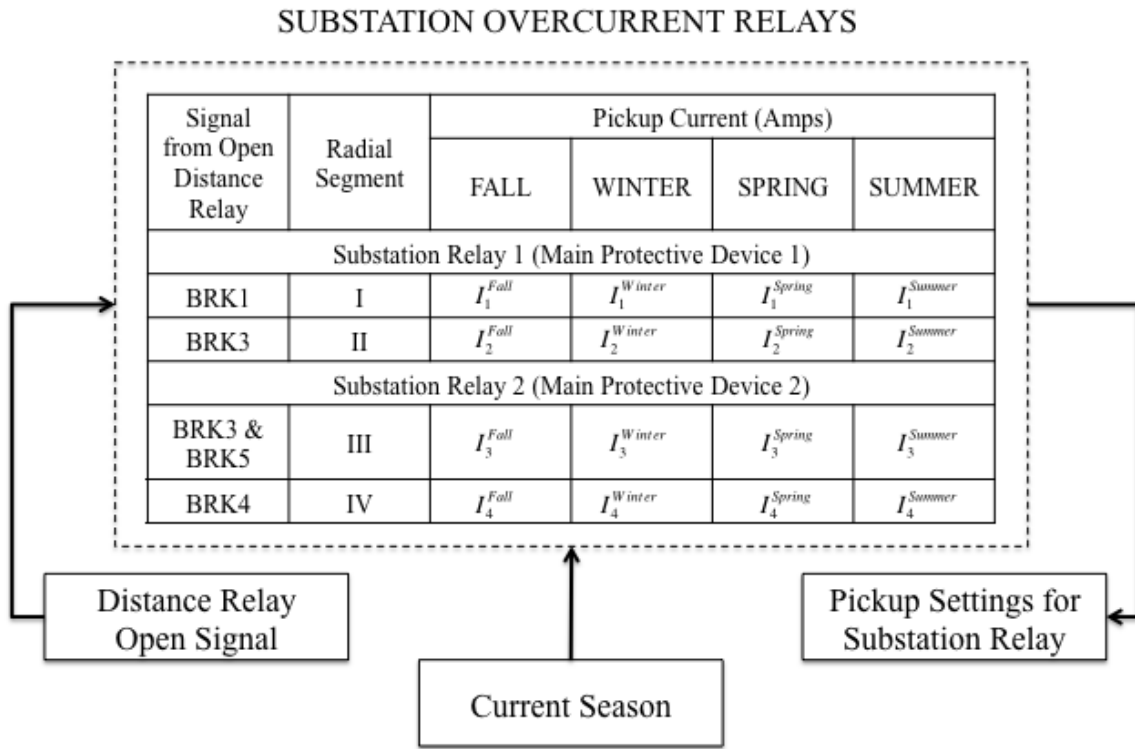 SUBSTATION OVERCURRENT RELAYS
Signal
from Open
Distance
Relay
Radial
Segment
Pickup Current (Amps)
FALL WINTER SPRING SUMMER
Substation Relay 1 (Main Protective Device 1)
BRK1 I I_1^{Fall} I_1^{Winter} I_1^{Spring} I_1^{Summer}
BRK3 II I_2^{Fall} I_2^{Winter} I_2^{Spring} I_2^{Summer}
Substation Relay 2 (Main Protective Device 2)
BRK3 &
BRK5
III I_3^{Fall} I_3^{Winter} I_3^{Spring} I_3^{Summer}
BRK4 IV I_4^{Fall} I_4^{Winter} I_4^{Spring} I_4^{Summer}
Distance Relay
Open Signal
Current Season
Pickup Settings for
Substation Relay